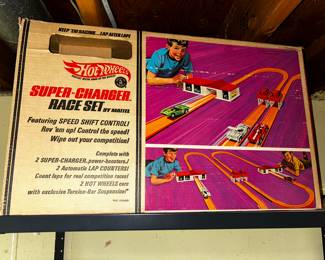 KEEP 'EM RACING... LAP AFTER LAP!
Hot Wheels
SUPER-CHARGER
RACE SET BY MATTEL
Featuring SPEED SHIFT CONTROL!
Rev 'em up! Control the speed!
Wipe out your competition!
Complete with
2 SUPER-CHARGER, power-boosters!
2 Automatic LAP COUNTERS!
Count laps for real competition races!
2 HOT WHEELS cars
with exclusive Torsion-Bar Suspension!